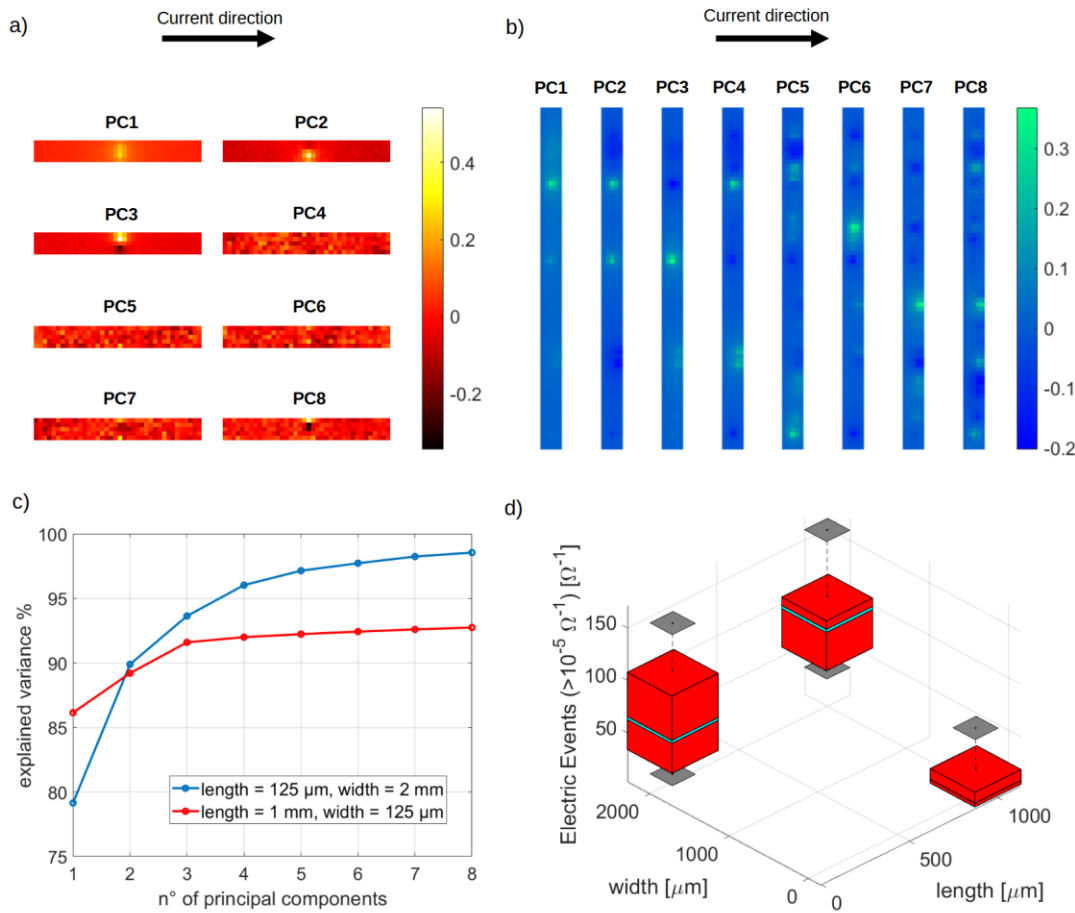 a)
Current direction
PC1
PC2
PC3
PC4
PC5
PC6
PC7
PC8
0.4
0.2
0
-0.2
b)
Current direction
PC1 PC2 PC3 PC4 PC5 PC6 PC7 PC8
0.3
0.2
0.1
0
-0.1
-0.2
c)
explained variance %
100
95
90
85
80
75
1 2 3 4 5 6 7 8
n° of principal components
length = 125 µm, width = 2 mm
length = 1 mm, width = 125 µm
d)
Electric Events (>10⁻⁵ Ω⁻¹) [Ω⁻¹]
150
100
50
2000
1000
0
width [μm]
0
500
1000
length [μm]